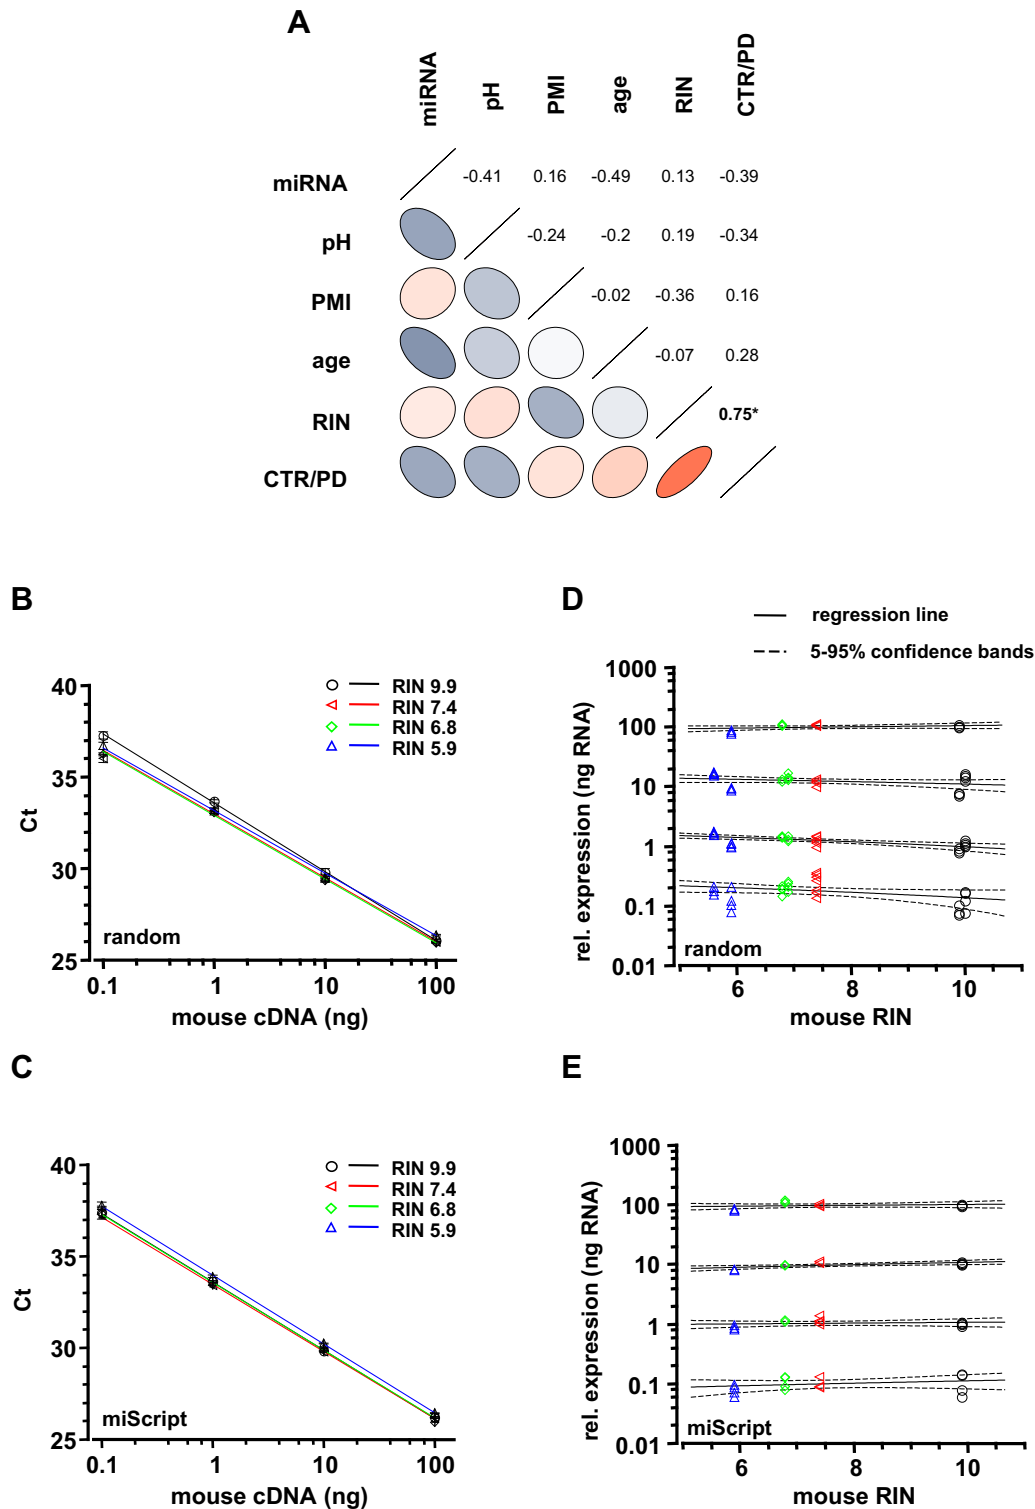 A
miRNA pH PMI age RIN CTR/PD
miRNA -0.41 0.16 -0.49 0.13 -0.39
pH -0.24 -0.2 0.19 -0.34
PMI -0.02 -0.36 0.16
age -0.07 0.28
RIN 0.75*
CTR/PD
B
40
35
30
25
Ct
RIN 9.9
RIN 7.4
RIN 6.8
RIN 5.9
random
0.1 1 10 100
mouse cDNA (ng)
D
regression line
5-95% confidence bands
1000
100
10
1
0.1
0.01
rel. expression (ng RNA)
random
6 8 10
mouse RIN
C
40
35
30
25
Ct
RIN 9.9
RIN 7.4
RIN 6.8
RIN 5.9
miScript
0.1 1 10 100
mouse cDNA (ng)
E
1000
100
10
1
0.1
0.01
rel. expression (ng RNA)
miScript
6 8 10
mouse RIN